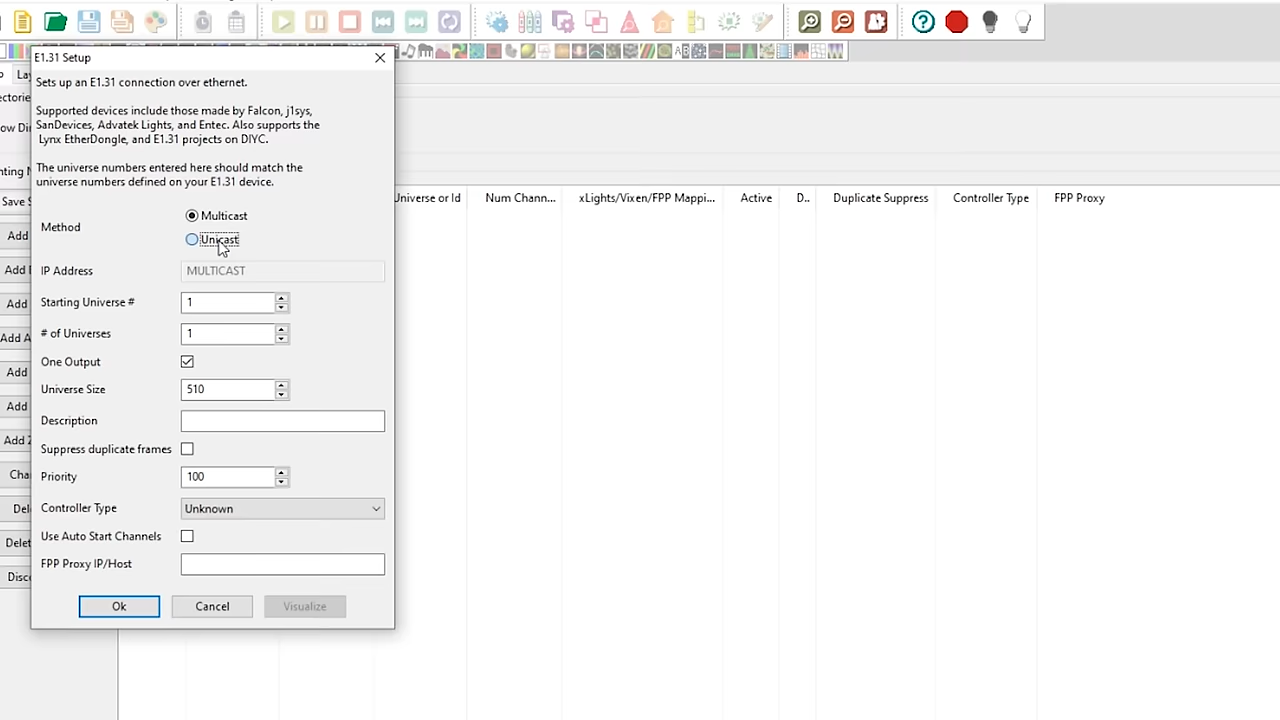 E1.31 Setup
Sets up an E1.31 connection over ethernet.
Supported devices include those made by Falcon, j1sys,
SanDevices, Advatek Lights, and Entec. Also supports the
Lynx EtherDongle, and E1.31 projects on DIYC.
The universe numbers entered here should match the
universe numbers defined on your E1.31 device.
Method
Multicast
Unicast
IP Address MULTICAST
Starting Universe # 1
# of Universes 1
One Output
Universe Size 510
Description
Suppress duplicate frames
Priority 100
Controller Type Unknown
Use Auto Start Channels
FPP Proxy IP/Host
Ok Cancel Visualize
Universe or Id Num Chann... xLights/Vixen/FPP Mappi... Active D.. Duplicate Suppress Controller Type FPP Proxy
Save S
Add
Add
Add
Add A
Add
Add
Add Z
Cha
Del
Delet
Disc